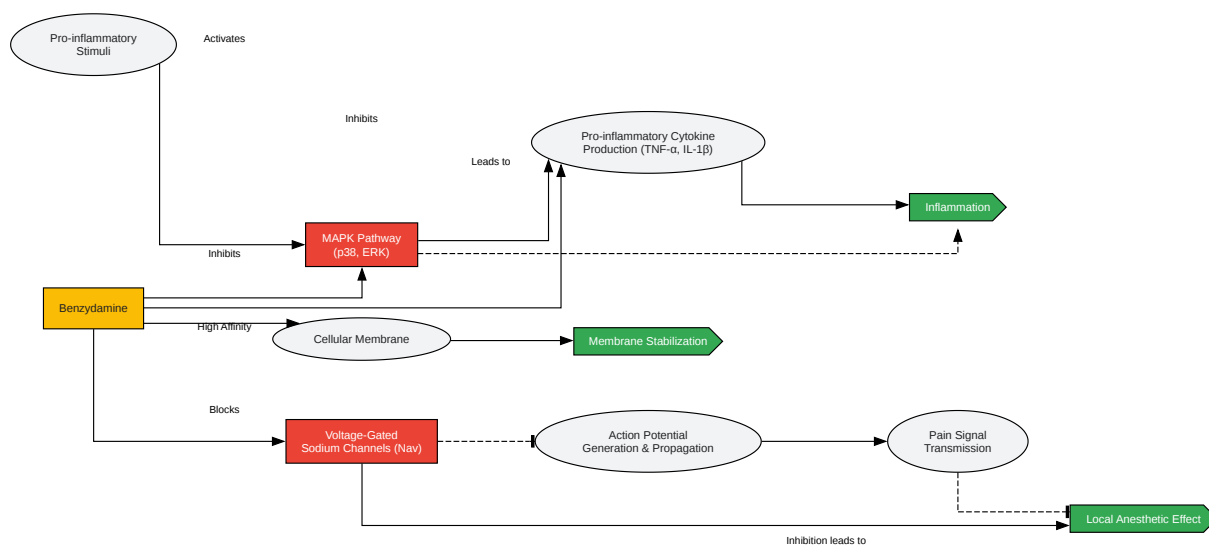 Pro-inflammatory
Stimuli
Activates
Inhibits
Pro-inflammatory Cytokine
Production (TNF-α, IL-1β)
Leads to
Inflammation
MAPK Pathway
(p38, ERK)
Inhibits
Benzydamine
High Affinity
Cellular Membrane
Membrane Stabilization
Blocks
Voltage-Gated
Sodium Channels (Nav)
Action Potential
Generation & Propagation
Pain Signal
Transmission
Local Anesthetic Effect
Inhibition leads to